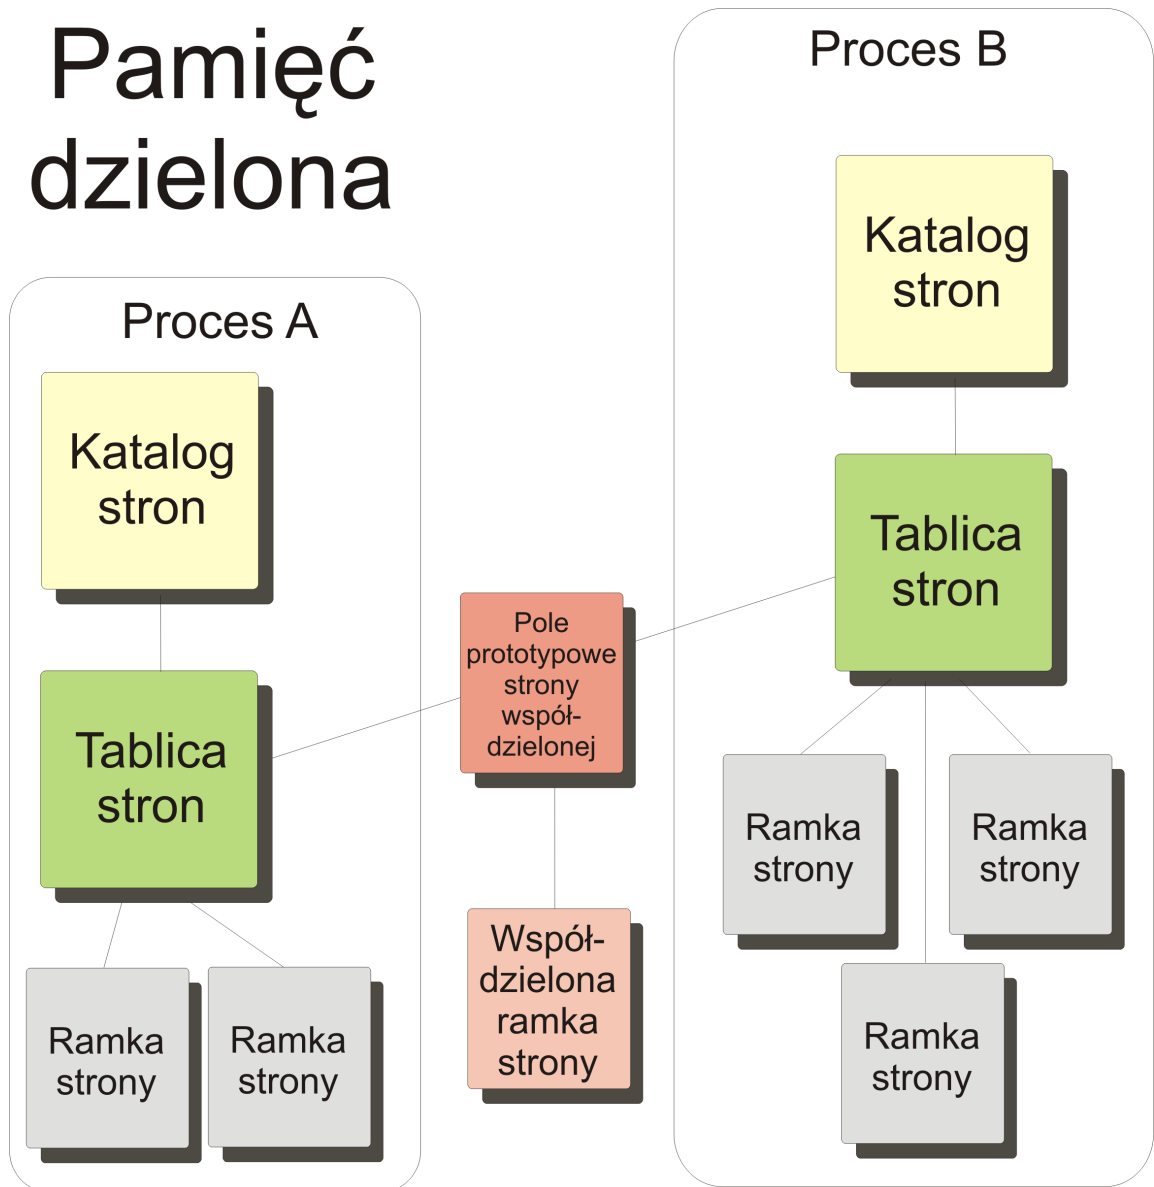 Pamięć
dzielona
Proces A
Katalog
stron
Tablica
stron
Ramka
strony
Ramka
strony
Pole
prototypowe
strony
współ-
dzielonej
Współ-
dzielona
ramka
strony
Proces B
Katalog
stron
Tablica
stron
Ramka
strony
Ramka
strony
Ramka
strony